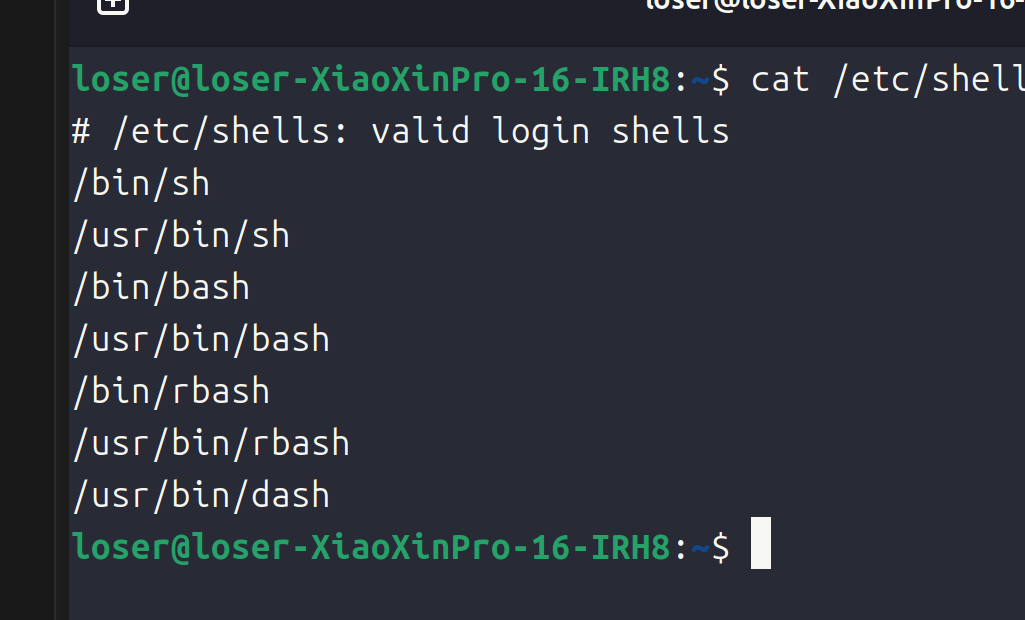 loser@loser-XiaoXinPro-16-
loser@loser-XiaoXinPro-16-IRH8:~$ cat /etc/shell
# /etc/shells: valid login shells
/bin/sh
/usr/bin/sh
/bin/bash
/usr/bin/bash
/bin/rbash
/usr/bin/rbash
/usr/bin/dash
loser@loser-XiaoXinPro-16-IRH8:~$